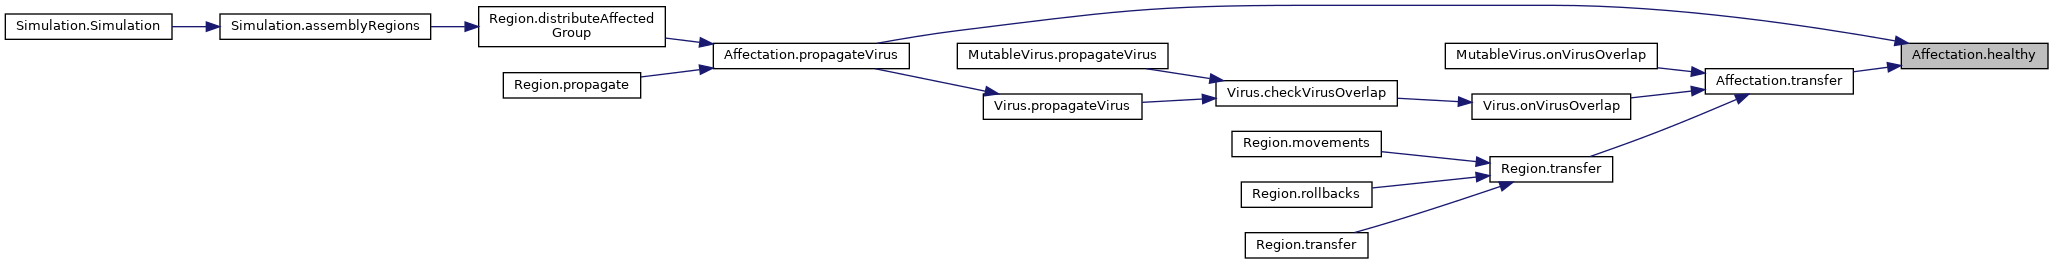 Simulation.Simulation
Simulation.assemblyRegions
Region.distributeAffected
Group
Region.propagate
Affectation.propagateVirus
MutableVirus.propagateVirus
Virus.propagateVirus
Virus.checkVirusOverlap
MutableVirus.onVirusOverlap
Virus.onVirusOverlap
Affectation.transfer
Affectation.healthy
Region.movements
Region.rollbacks
Region.transfer
Region.transfer